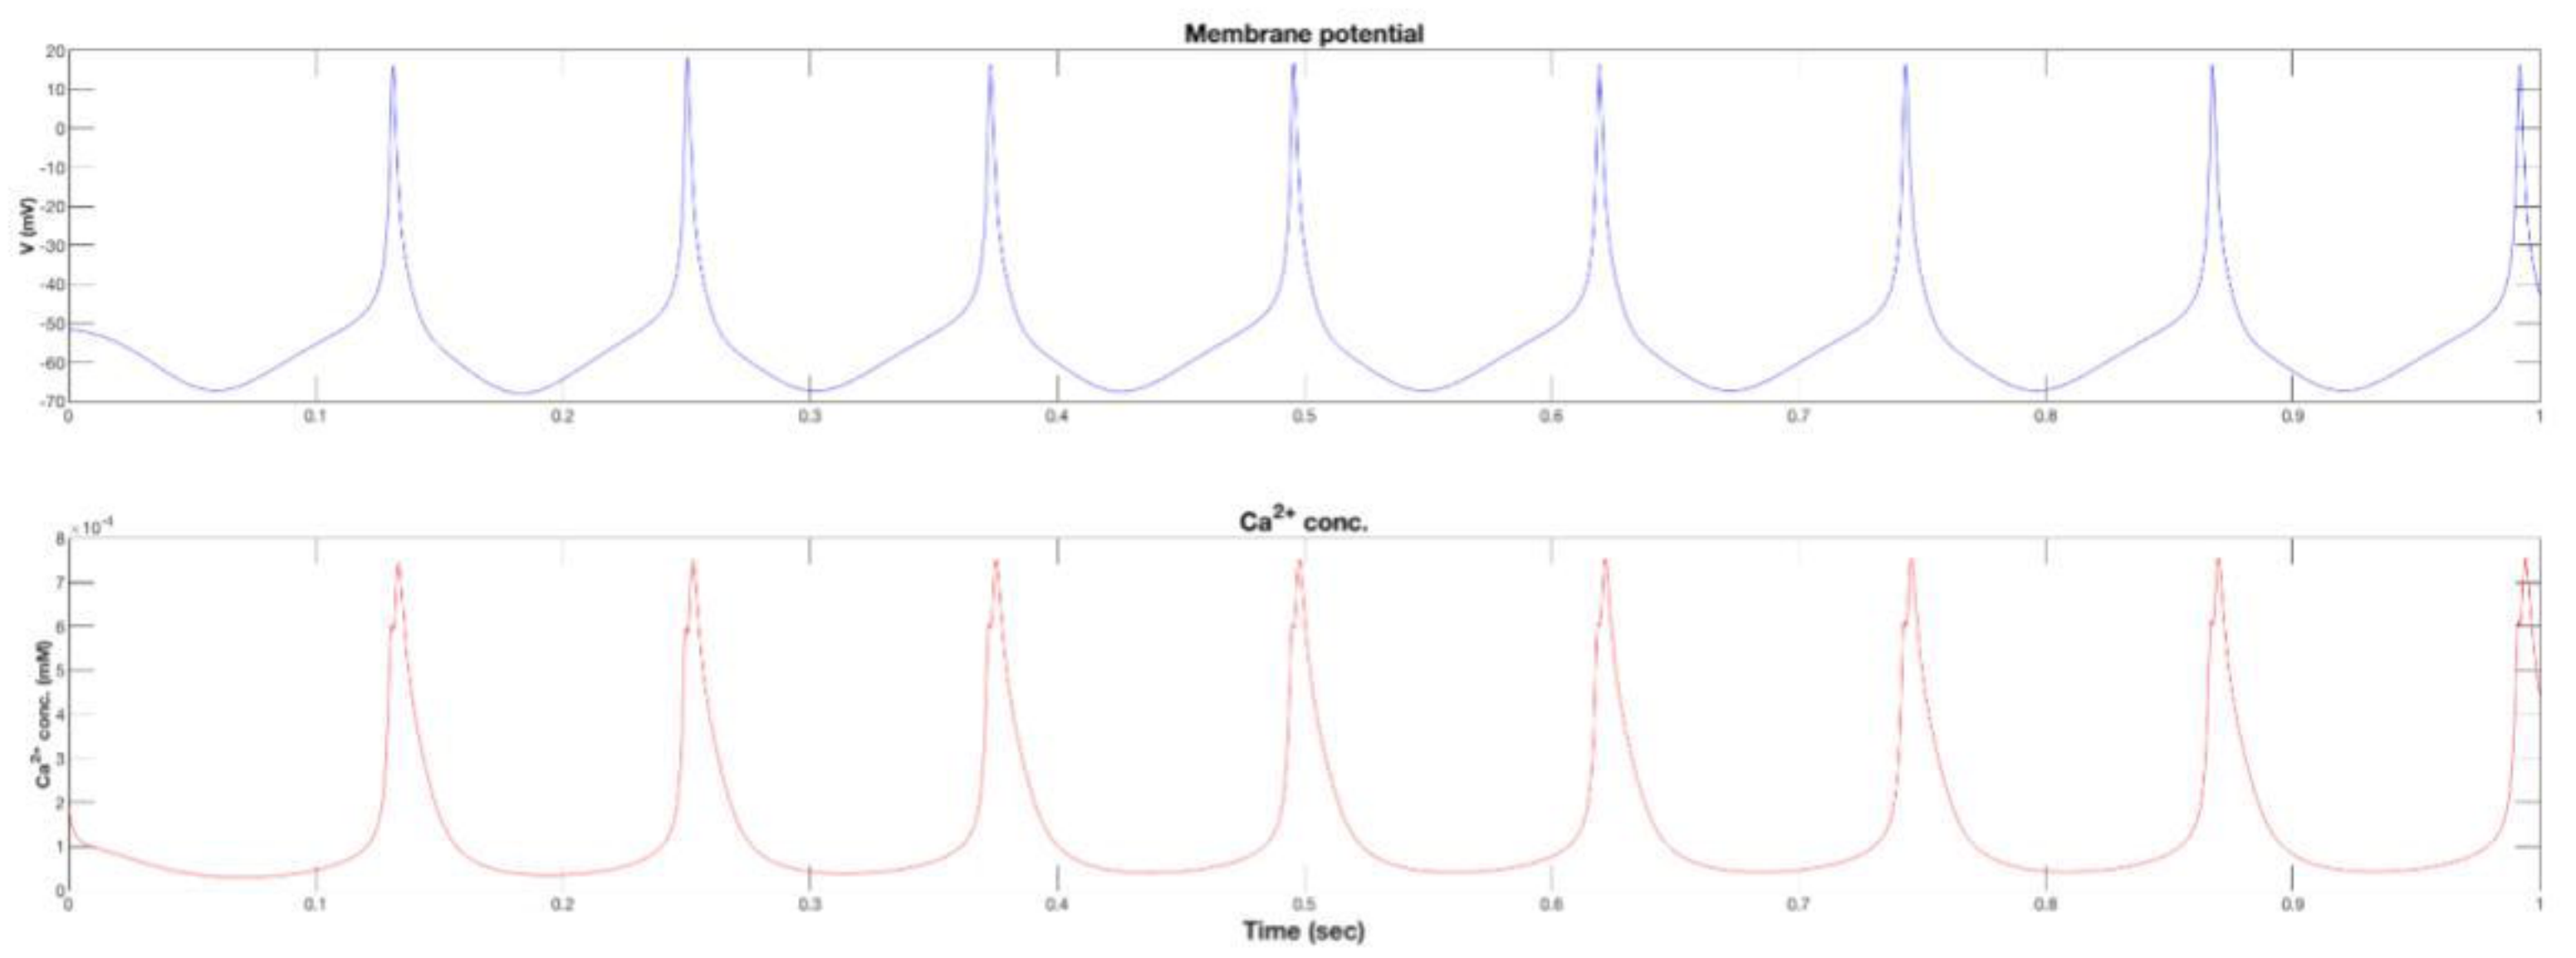 Membrane potential
20
10
0
-10
-20
-30
-40
-50
-60
-70
V (mV)
0 0.1 0.2 0.3 0.4 0.5 0.6 0.7 0.8 0.9 1
Ca²⁺ conc.
×10⁻⁴
8
7
6
5
4
3
2
1
0
Ca²⁺ conc. (mM)
0 0.1 0.2 0.3 0.4 0.5 0.6 0.7 0.8 0.9 1
Time (sec)